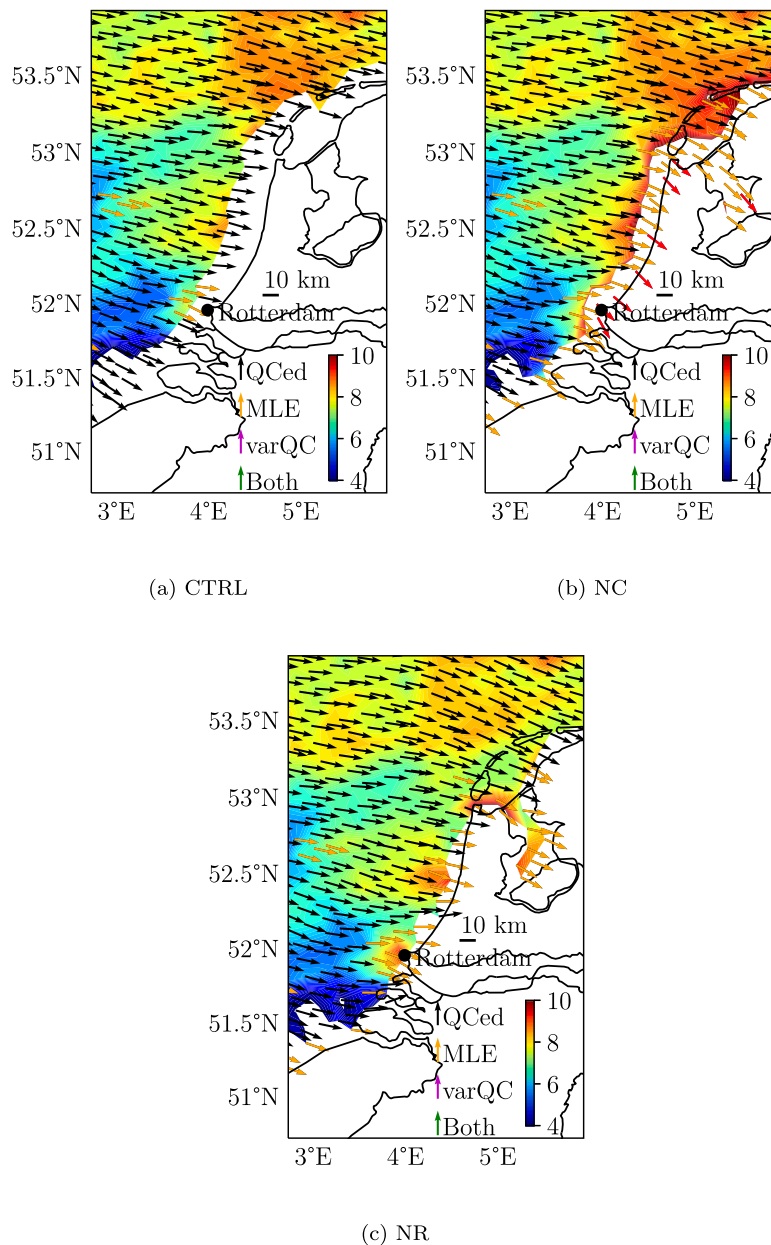 53.5°N
53°N
52.5°N
52°N
51.5°N
51°N
3°E 4°E 5°E
10 km
Rotterdam
QCed
MLE
varQC
Both
10
8
6
4
(a) CTRL
53.5°N
53°N
52.5°N
52°N
51.5°N
51°N
3°E 4°E 5°E
10 km
Rotterdam
QCed
MLE
varQC
Both
10
8
6
4
(b) NC
53.5°N
53°N
52.5°N
52°N
51.5°N
51°N
3°E 4°E 5°E
10 km
Rotterdam
QCed
MLE
varQC
Both
10
8
6
4
(c) NR